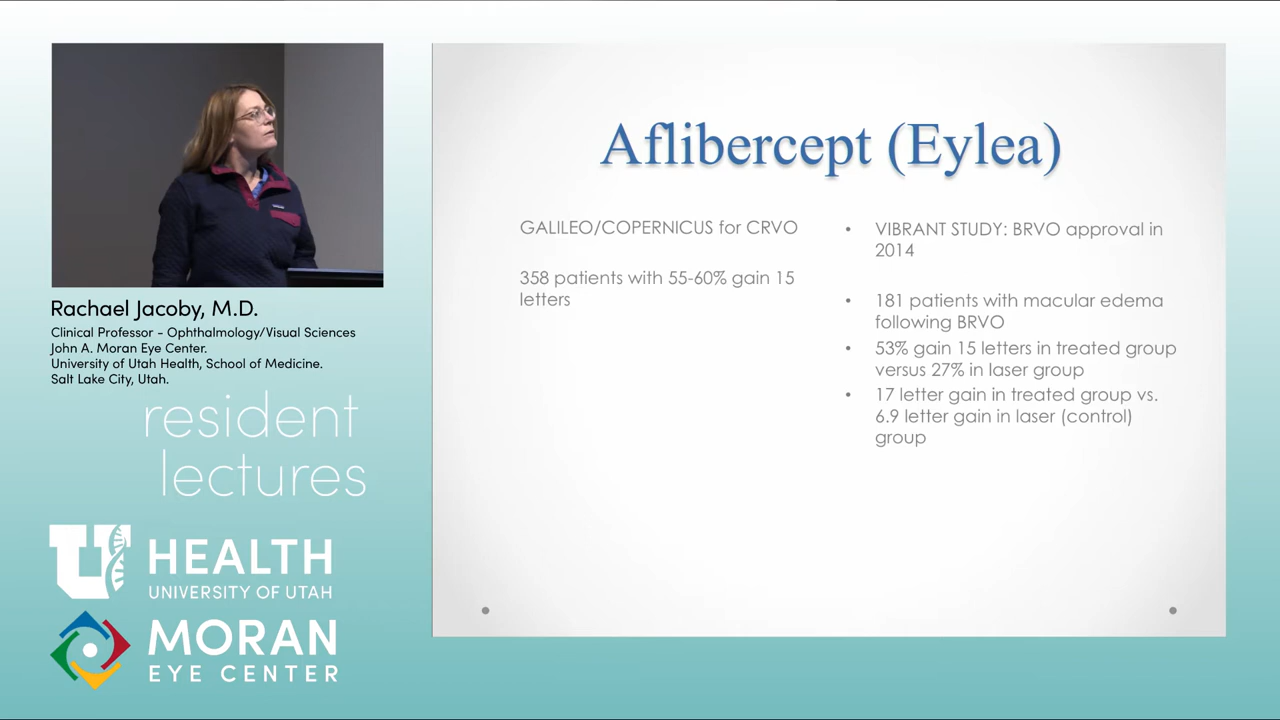 Aflibercept (Eylea)
GALILEO/COPERNICUS for CRVO
358 patients with 55-60% gain 15
letters
• VIBRANT STUDY: BRVO approval in
2014
• 181 patients with macular edema
following BRVO
• 53% gain 15 letters in treated group
versus 27% in laser group
• 17 letter gain in treated group vs.
6.9 letter gain in laser (control)
group
Rachael Jacoby, M.D.
Clinical Professor - Ophthalmology/Visual Sciences
John A. Moran Eye Center.
University of Utah Health, School of Medicine.
Salt Lake City, Utah.
resident
lectures
U HEALTH
UNIVERSITY OF UTAH
MORAN
EYE CENTER